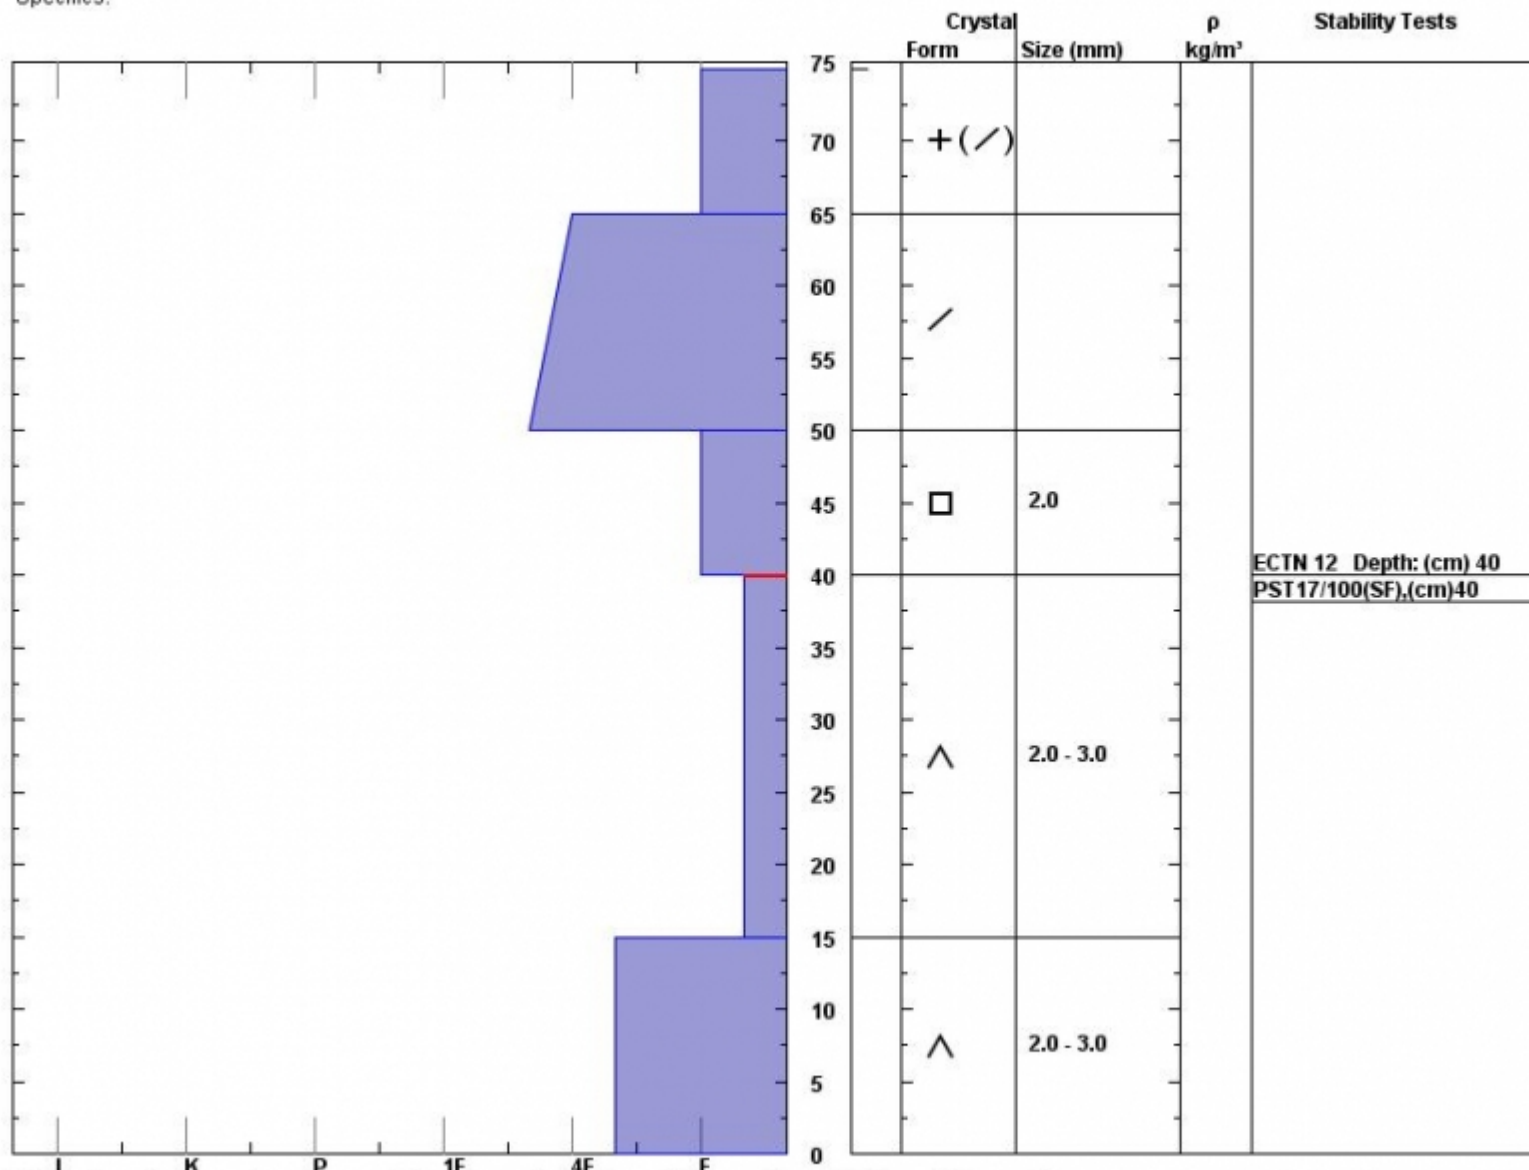 Specifics:
Crystal ρ Stability Tests
Form Size (mm) kg/m³
75
70 + (/)
65
60
/
55
50
45 2.0
ECTN 12 Depth: (cm) 40
40
PST17/100(SF),(cm)40
35
30
2.0 - 3.0
25
20
15
10
2.0 - 3.0
5
0
I K P 1F 4F F